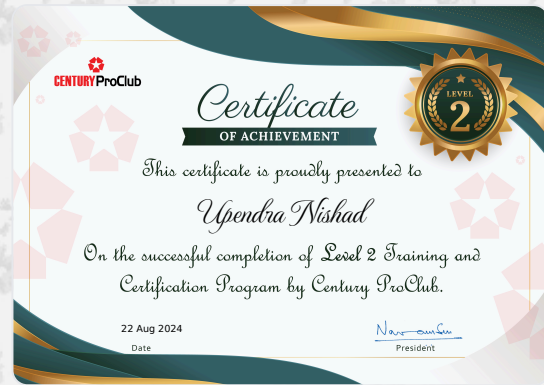 CENTURY ProClub
Certificate
OF ACHIEVEMENT
LEVEL
2
This certificate is proudly presented to
Upendra Nishad
On the successful completion of Level 2 Training and
Certification Program by Century ProClub.
22 Aug 2024
Date
President